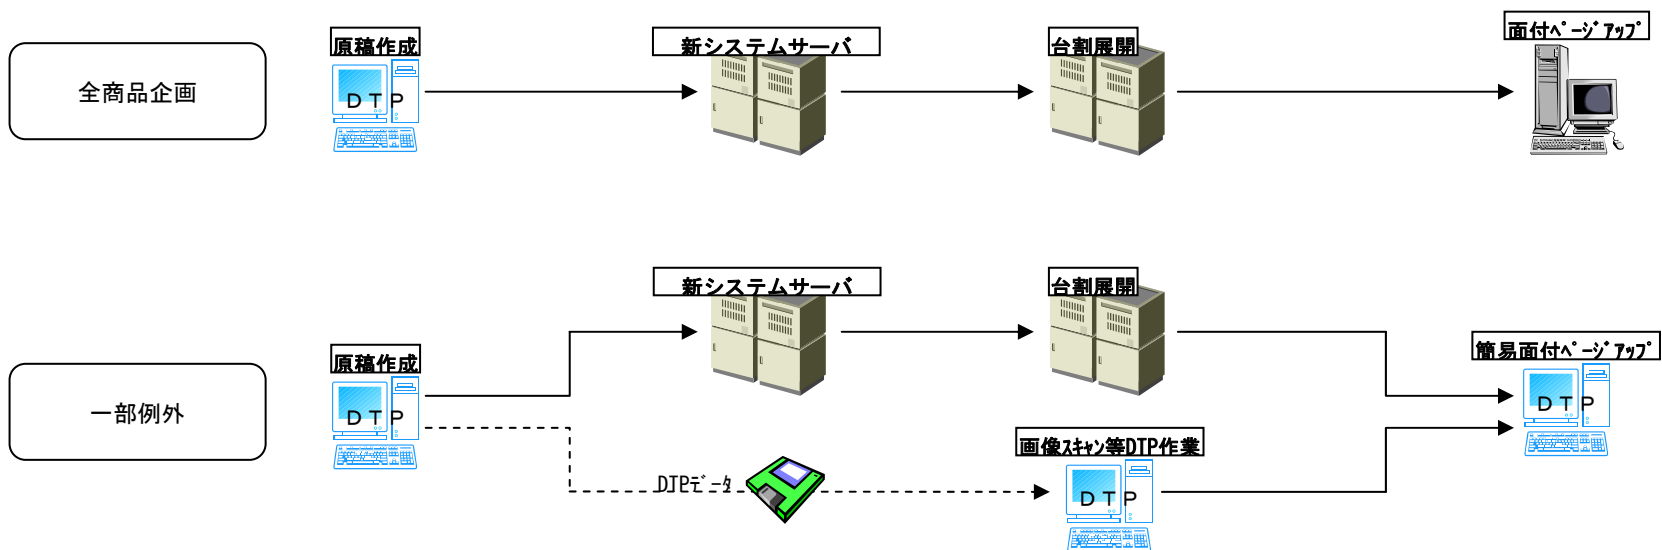 原稿作成
新システムサーバ
台割展開
面付ﾍﾟｰｼﾞｱｯﾌﾟ
全商品企画
DTP
新システムサーバ
台割展開
原稿作成
簡易面付ﾍﾟｰｼﾞｱｯﾌﾟ
一部例外
DTP
DTP
画像ｽｷｬﾝ等DTP作業
DTPﾃﾞｰﾀ
DTP